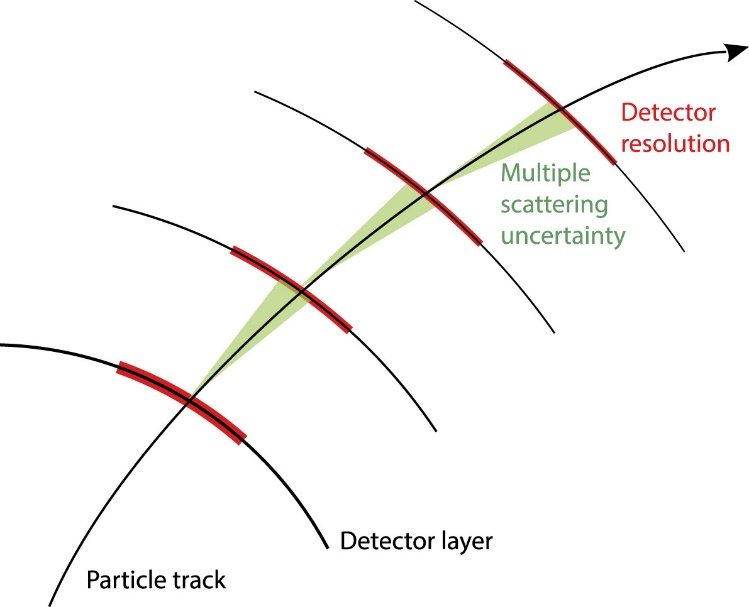 Detector
resolution
Multiple
scattering
uncertainty
Detector layer
Particle track